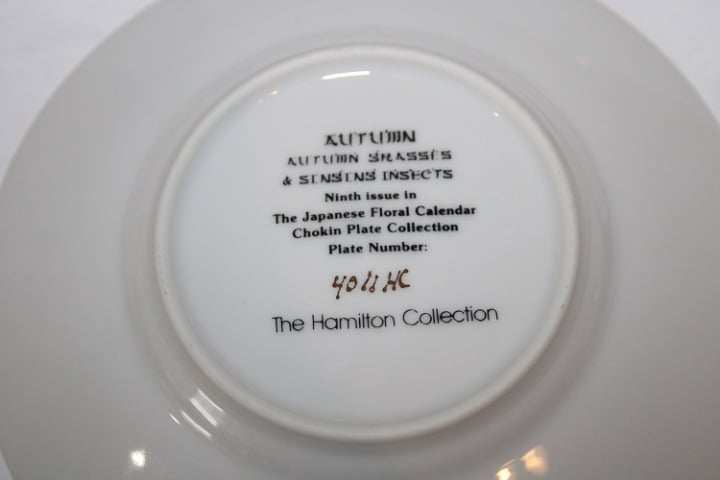 AUTUMN
AUTUMN GRASSES
& SINGING INSECTS
Ninth issue in
The Japanese Floral Calendar
Chokin Plate Collection
Plate Number:
HC
The Hamilton Collection